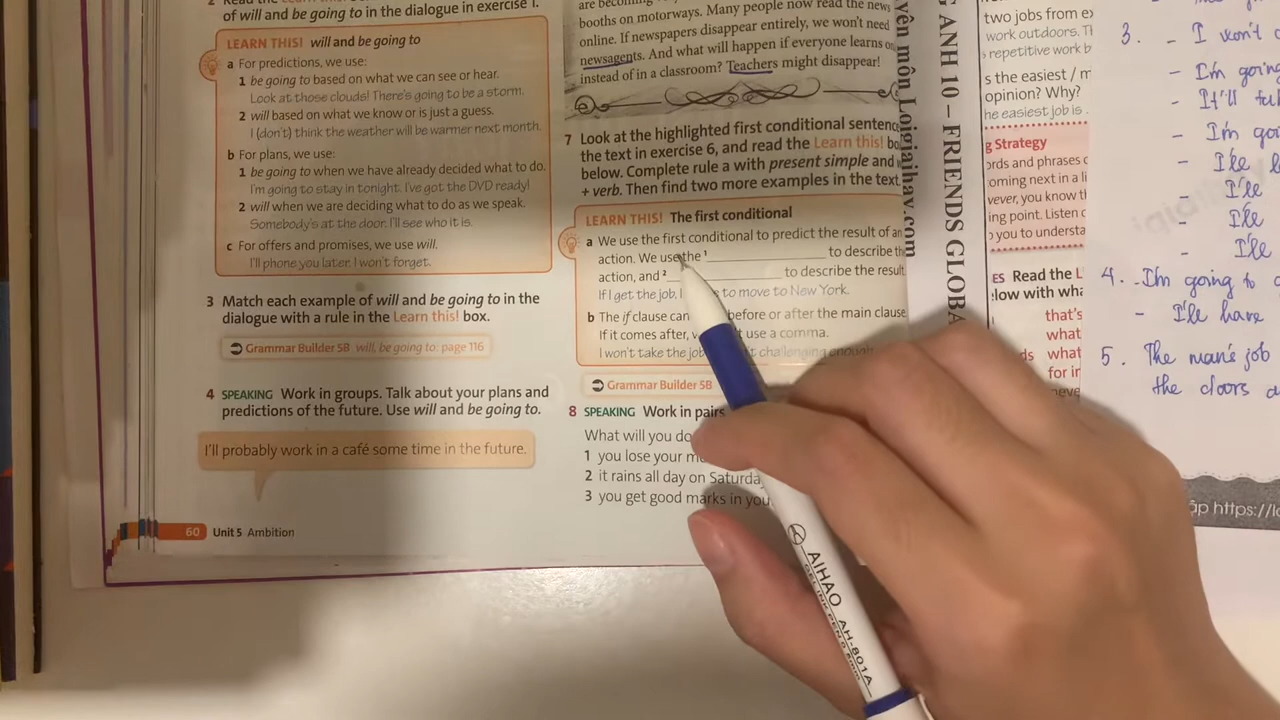 of will and be going to in the dialogue in exercise 1.
LEARN THIS! will and be going to
a For predictions, we use:
1 be going to based on what we can see or hear.
Look at those clouds! There's going to be a storm.
2 will based on what we know or is just a guess.
I (don't) think the weather will be warmer next month.
b For plans, we use:
1 be going to when we have already decided what to do.
I'm going to stay in tonight. I've got the DVD ready!
2 will when we are deciding what to do as we speak.
Somebody's at the door. I'll see who it is.
c For offers and promises, we use will.
I'll phone you later. I won't forget.
3 Match each example of will and be going to in the
dialogue with a rule in the Learn this! box.
Grammar Builder 5B will, be going to: page 116
4 SPEAKING Work in groups. Talk about your plans and
predictions of the future. Use will and be going to.
I'll probably work in a café some time in the future.
60 Unit 5 Ambition
booths on motorways. Many people now read the news
online. If newspapers disappear entirely, we won't need
newsagents. And what will happen if everyone learns on
instead of in a classroom? Teachers might disappear!
7 Look at the highlighted first conditional
the text in exercise 6, and read the Learn this!
below. Complete rule a with present simple and
+ verb. Then find two more examples in the text
LEARN THIS! The first conditional
a We use the first conditional to predict the result of an
action. We use the 1 to describe
action, and 2 to describe the result
If I get the job, to move to New York.
b The if clause can before or after the main clause
If it comes after, use a comma.
I won't take the job challenging
Grammar Builder 5B
8 SPEAKING Work in pairs
What will you do
1 you lose your
2 it rains all day on
3 you get good marks in
yên môn Loigiaihay.com
ANH 10 – FRIENDS GLOBA
two jobs from
work outdoors.
repetitive work
s the easiest / m
opinion? Why?
he easiest job is
g Strategy
ords and phrases
oming next in a
vever, you know
ing point. Listen
you to understa
ES Read the
low with
that's
what
what
for
3. - I won't
- I'm going
- It'll
- I'm
- I'll
- I'll
- I'll
- I'll
4. - I'm going to
- I'll have
5. The man's job
the doors
https://
AIHAO AH-801A
GEL INK PEN